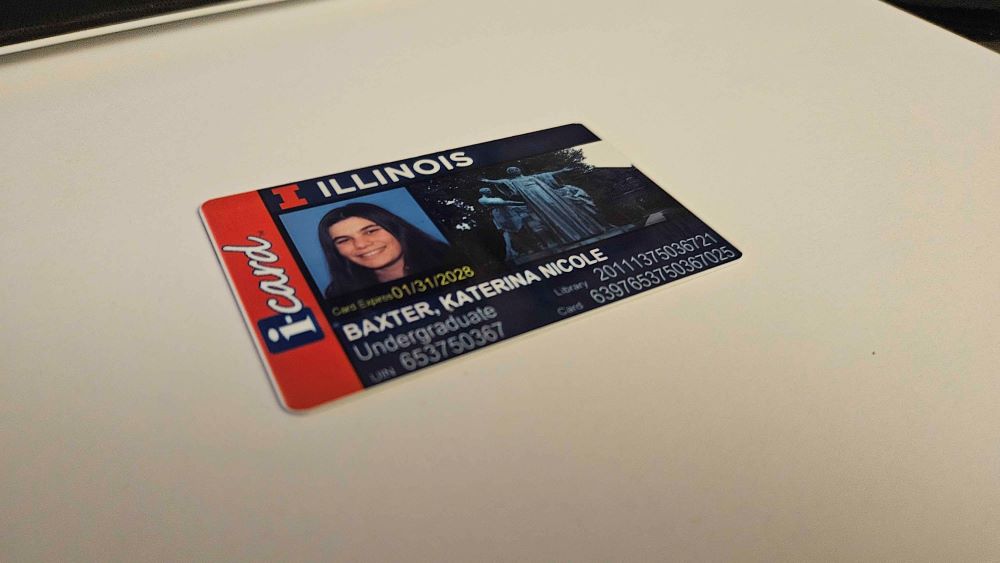 I ILLINOIS
i-card
Card Expires 01/31/2028
BAXTER, KATERINA NICOLE
Undergraduate
UIN 653750367
Library 20111375036721
Card 6397653750367025